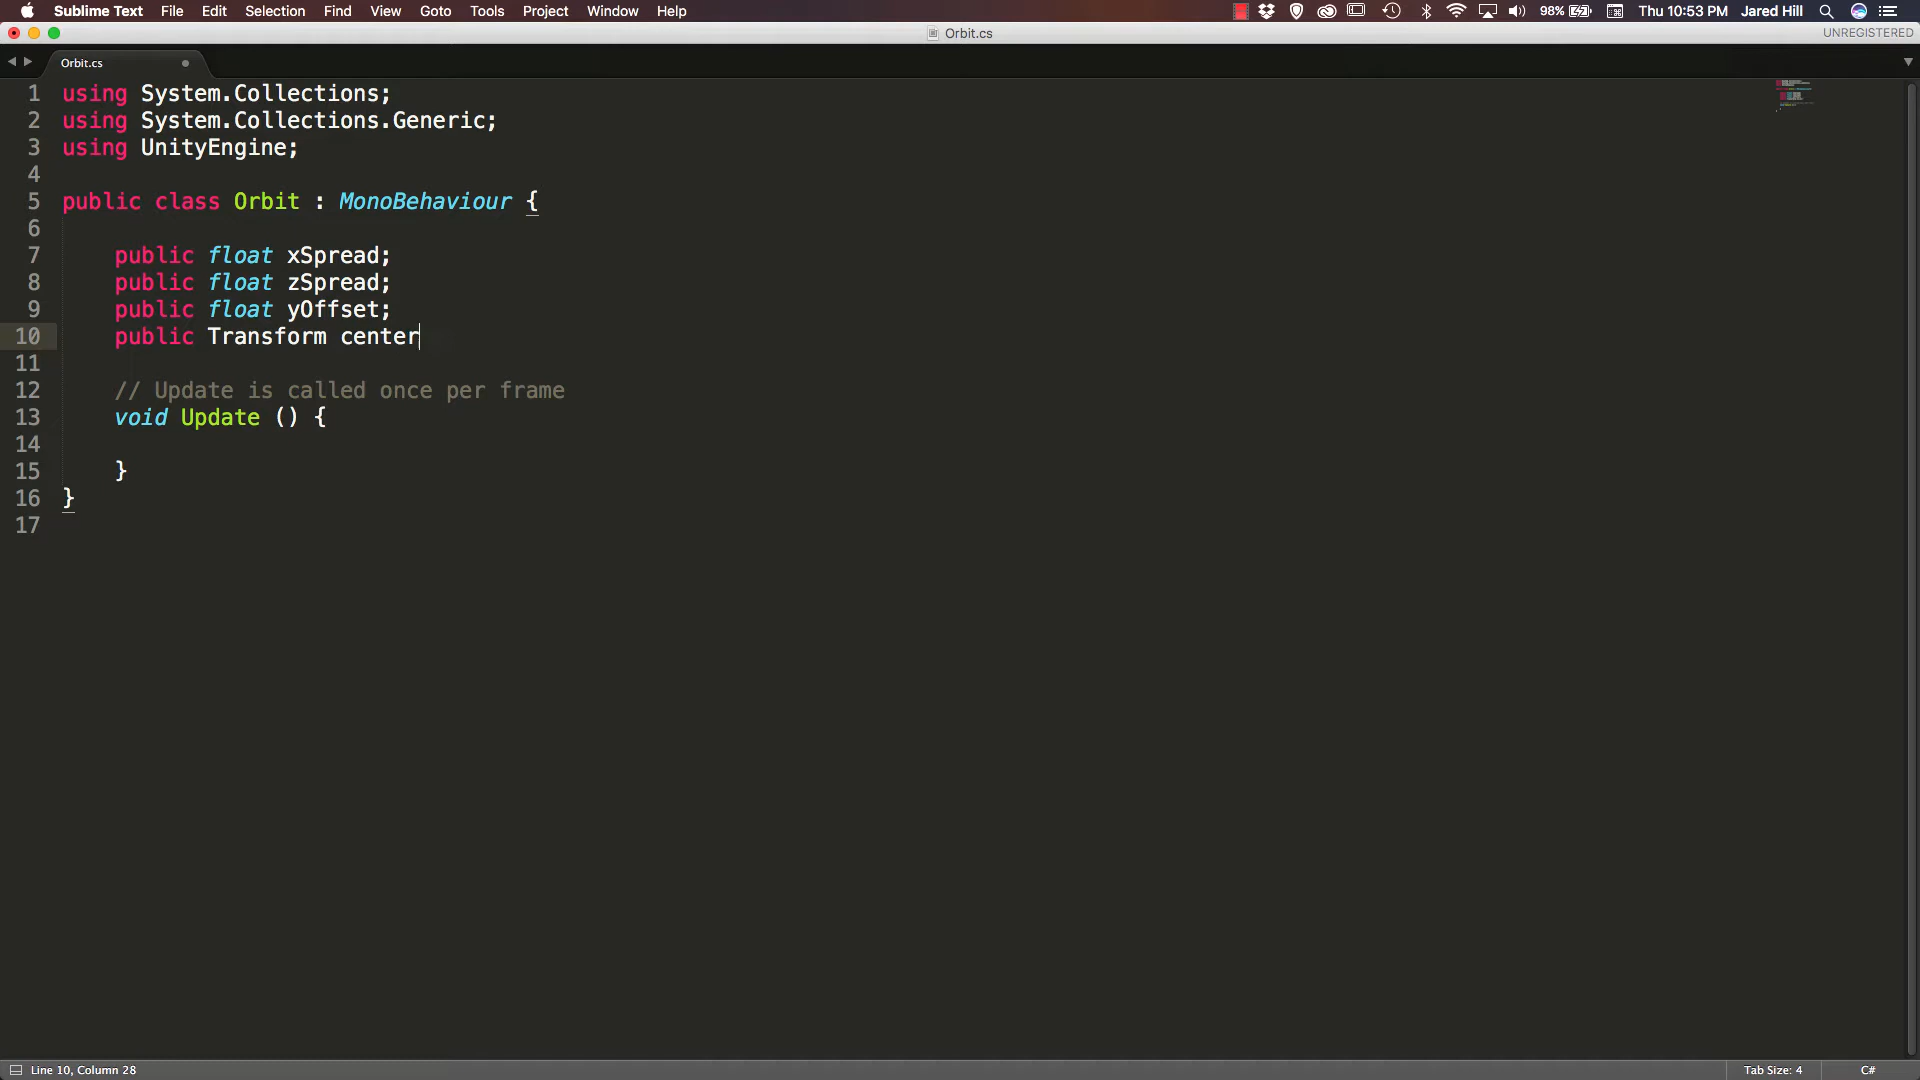 Sublime Text File Edit Selection Find View Goto Tools Project Window Help 98% Thu 10:53 PM Jared Hill
Orbit.cs UNREGISTERED
Orbit.cs
1 using System.Collections;
2 using System.Collections.Generic;
3 using UnityEngine;
4
5 public class Orbit : MonoBehaviour {
6
7 public float xSpread;
8 public float zSpread;
9 public float yOffset;
10 public Transform center
11
12 // Update is called once per frame
13 void Update () {
14
15 }
16 }
17
Line 10, Column 28 Tab Size: 4 C#